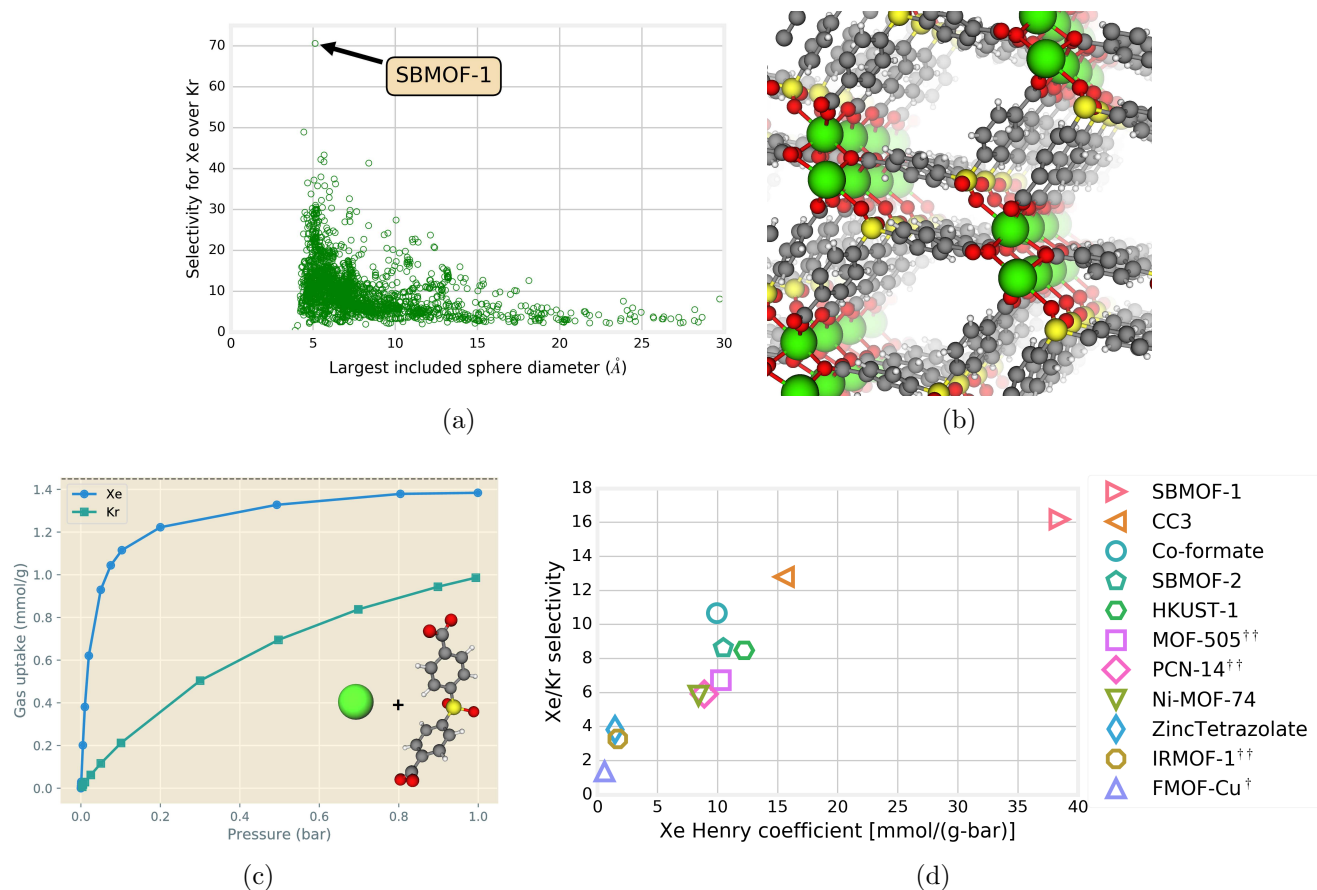 70
60
50
40
30
20
10
0
Selectivity for Xe over Kr
SBMOF-1
0 5 10 15 20 25 30
Largest included sphere diameter (Å)
(a)
(b)
1.4
1.2
1.0
0.8
0.6
0.4
0.2
0.0
Gas uptake (mmol/g)
Xe
Kr
+
0.0 0.2 0.4 0.6 0.8 1.0
Pressure (bar)
(c)
18
16
14
12
10
8
6
4
2
0
Xe/Kr selectivity
0 5 10 15 20 25 30 35 40
Xe Henry coefficient [mmol/(g-bar)]
SBMOF-1
CC3
Co-formate
SBMOF-2
HKUST-1
MOF-505††
PCN-14††
Ni-MOF-74
ZincTetrazolate
IRMOF-1††
FMOF-Cu†
(d)